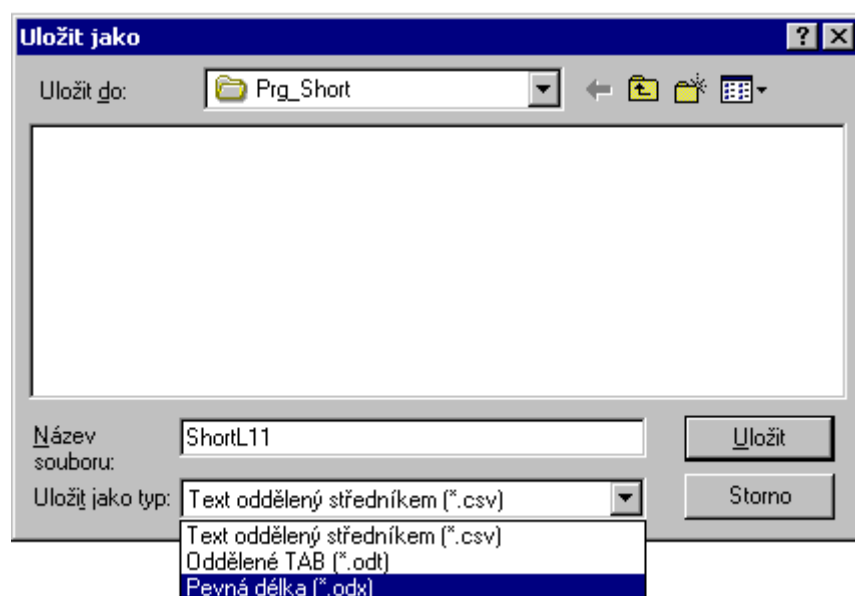 Uložit jako
Uložit do:
Prg_Short
Název
souboru:
ShortL11
Uložit
Uložit jako typ:
Text oddělený středníkem (*.csv)
Storno
Text oddělený středníkem (*.csv)
Oddělené TAB (*.odt)
Pevná délka (*.odx)